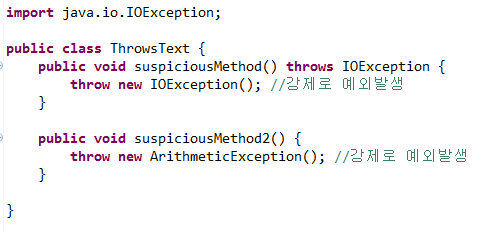 import java.io.IOException;
public class ThrowsText {
public void suspiciousMethod() throws IOException {
throw new IOException(); //강제로 예외발생
}
public void suspiciousMethod2() {
throw new ArithmeticException(); //강제로 예외발생
}
}